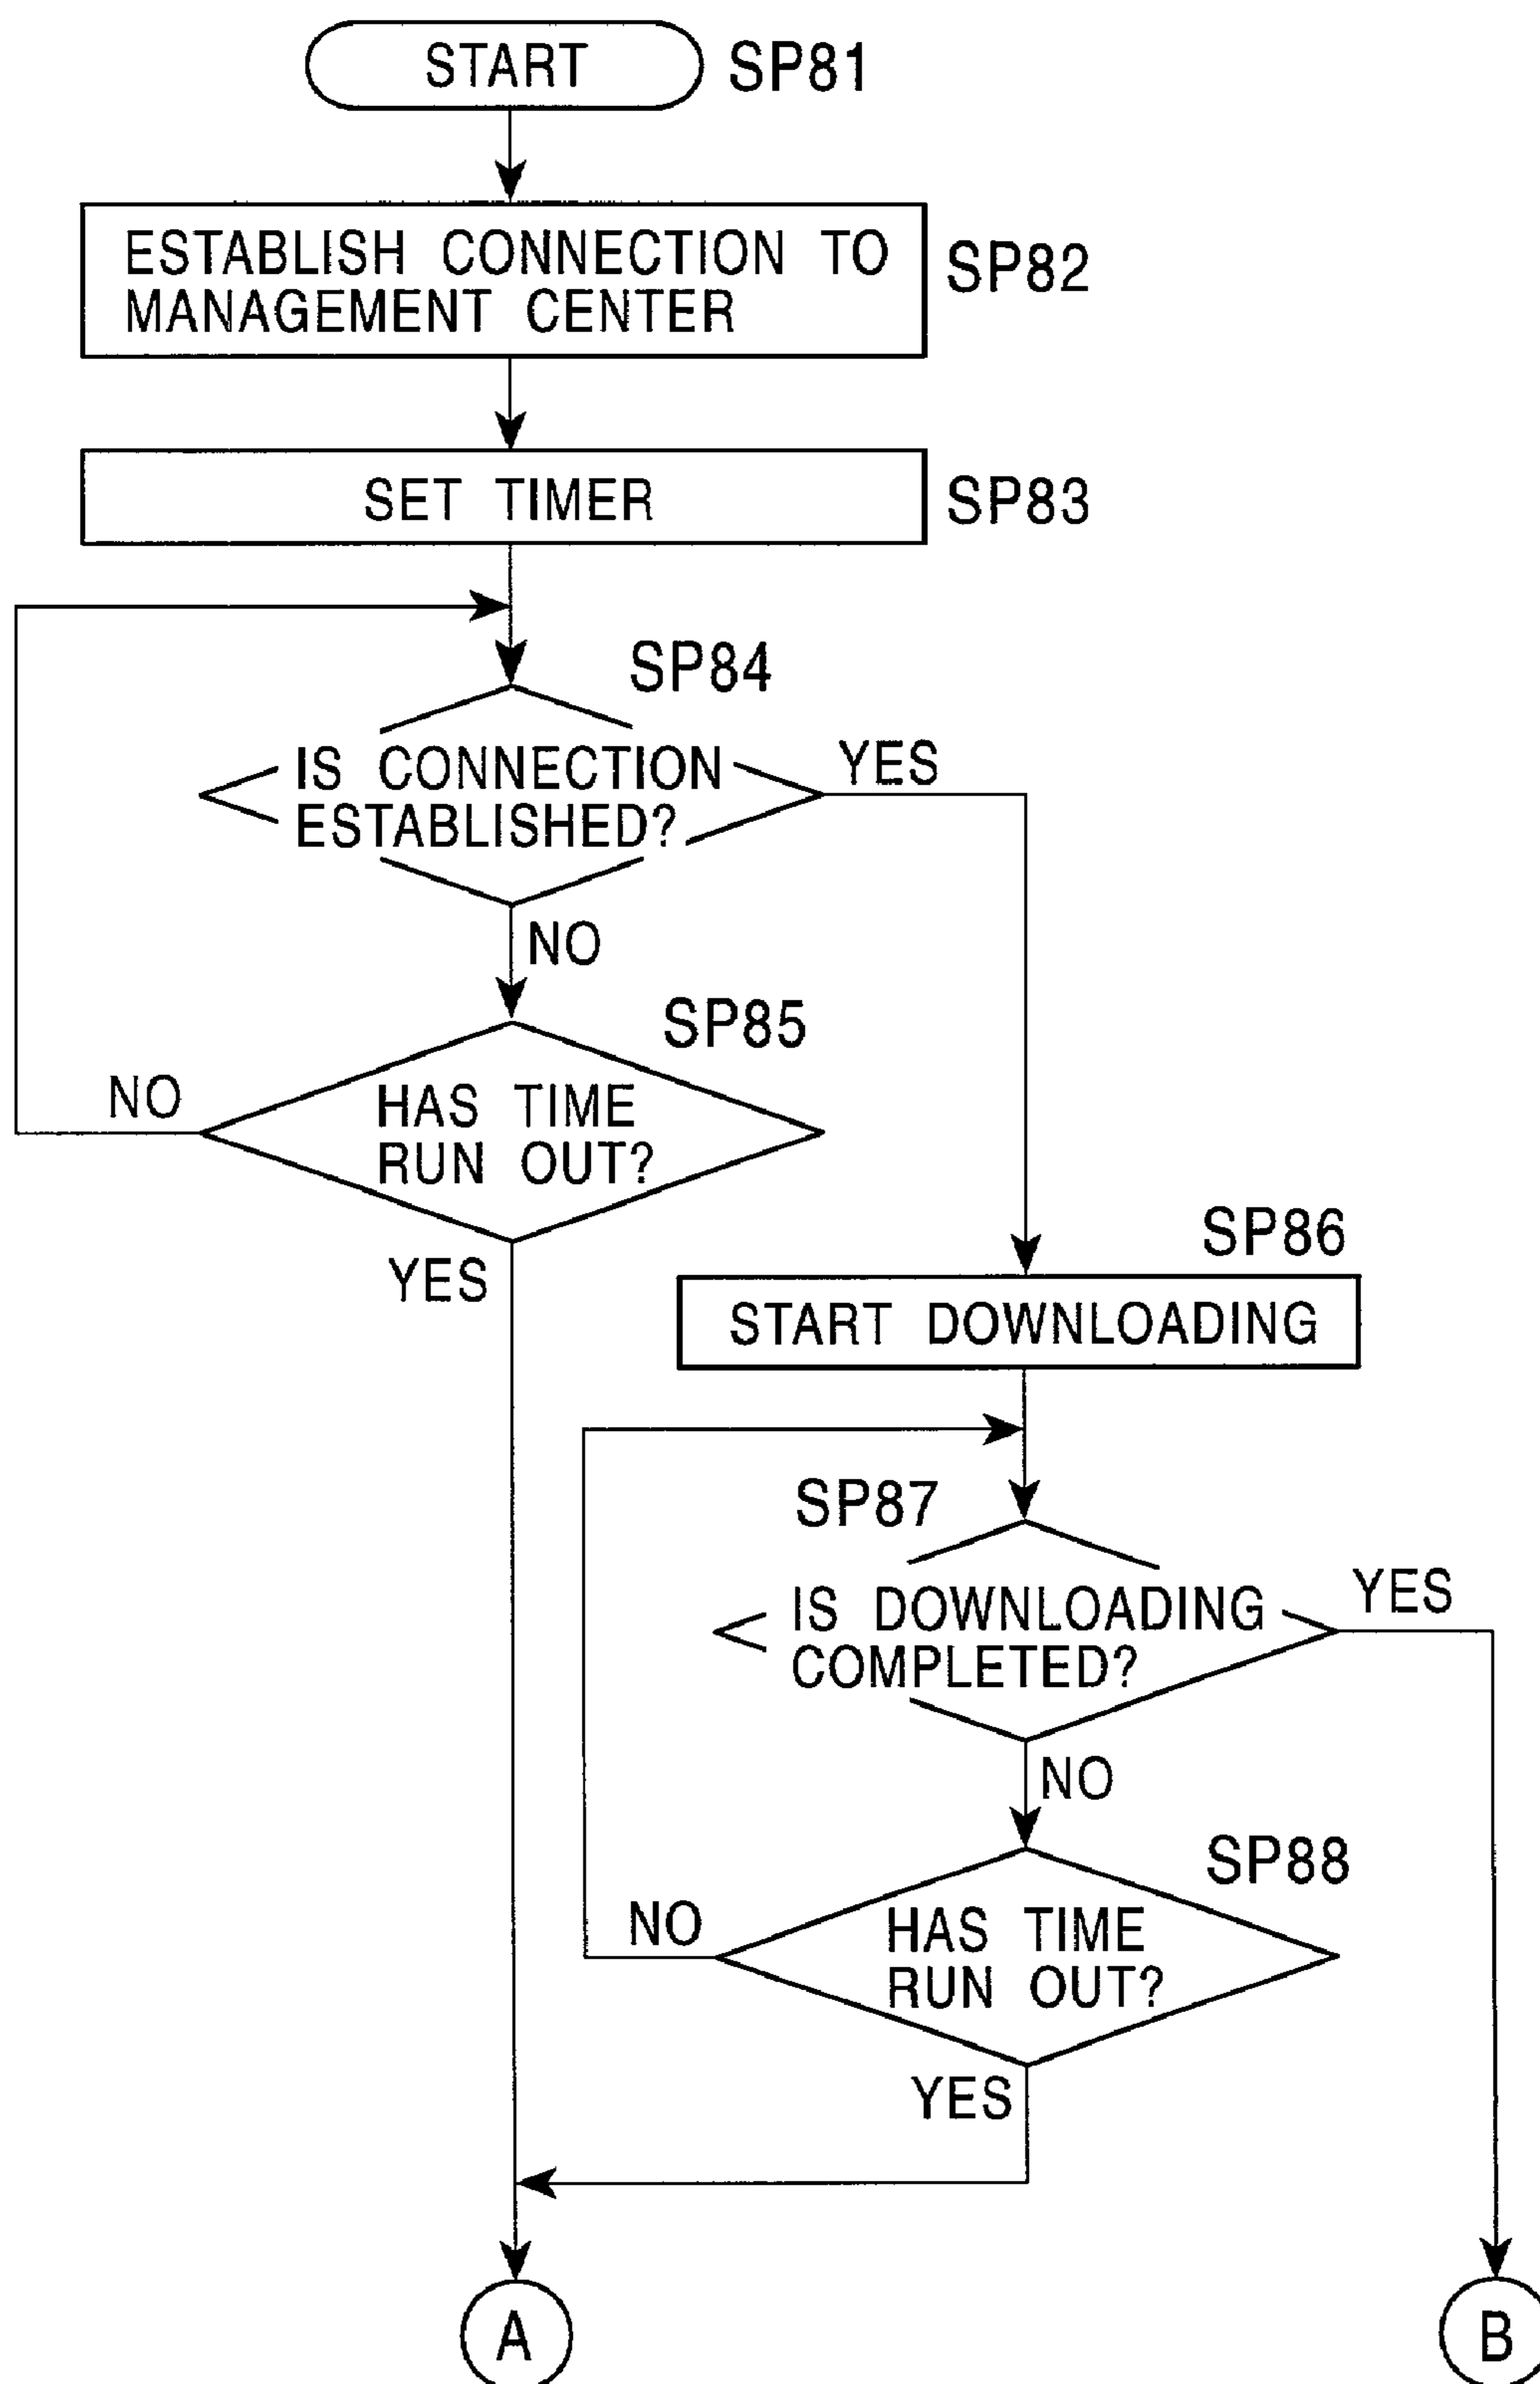 START SP81
ESTABLISH CONNECTION TO
MANAGEMENT CENTER
SP82
SET TIMER SP83
SP84
IS CONNECTION
ESTABLISHED?
YES
NO
SP85
NO
HAS TIME
RUN OUT?
YES
SP86
START DOWNLOADING
SP87
IS DOWNLOADING
COMPLETED?
YES
NO
SP88
NO
HAS TIME
RUN OUT?
YES
A
B